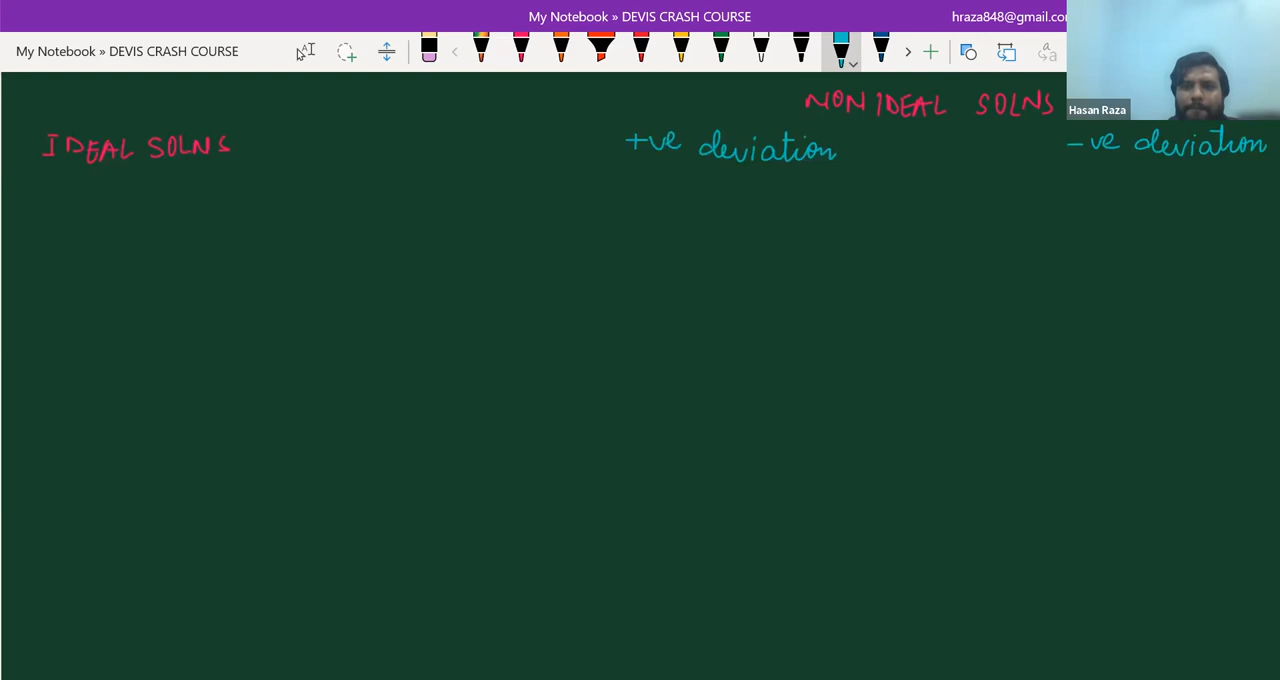 My Notebook » DEVIS CRASH COURSE
hraza848@gmail.co
My Notebook » DEVIS CRASH COURSE
Hasan Raza
NON IDEAL SOLNS
IDEAL SOLNS
+ve deviation
-ve deviation